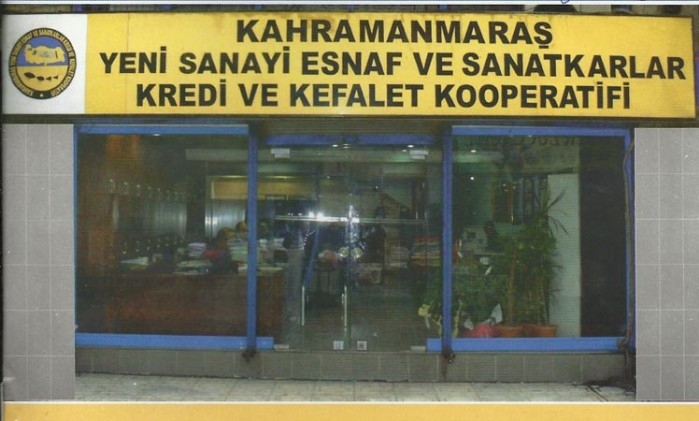 KAHRAMANMARAŞ
YENİ SANAYİ ESNAF VE SANATKARLAR
KREDİ VE KEFALET KOOPERATİFİ